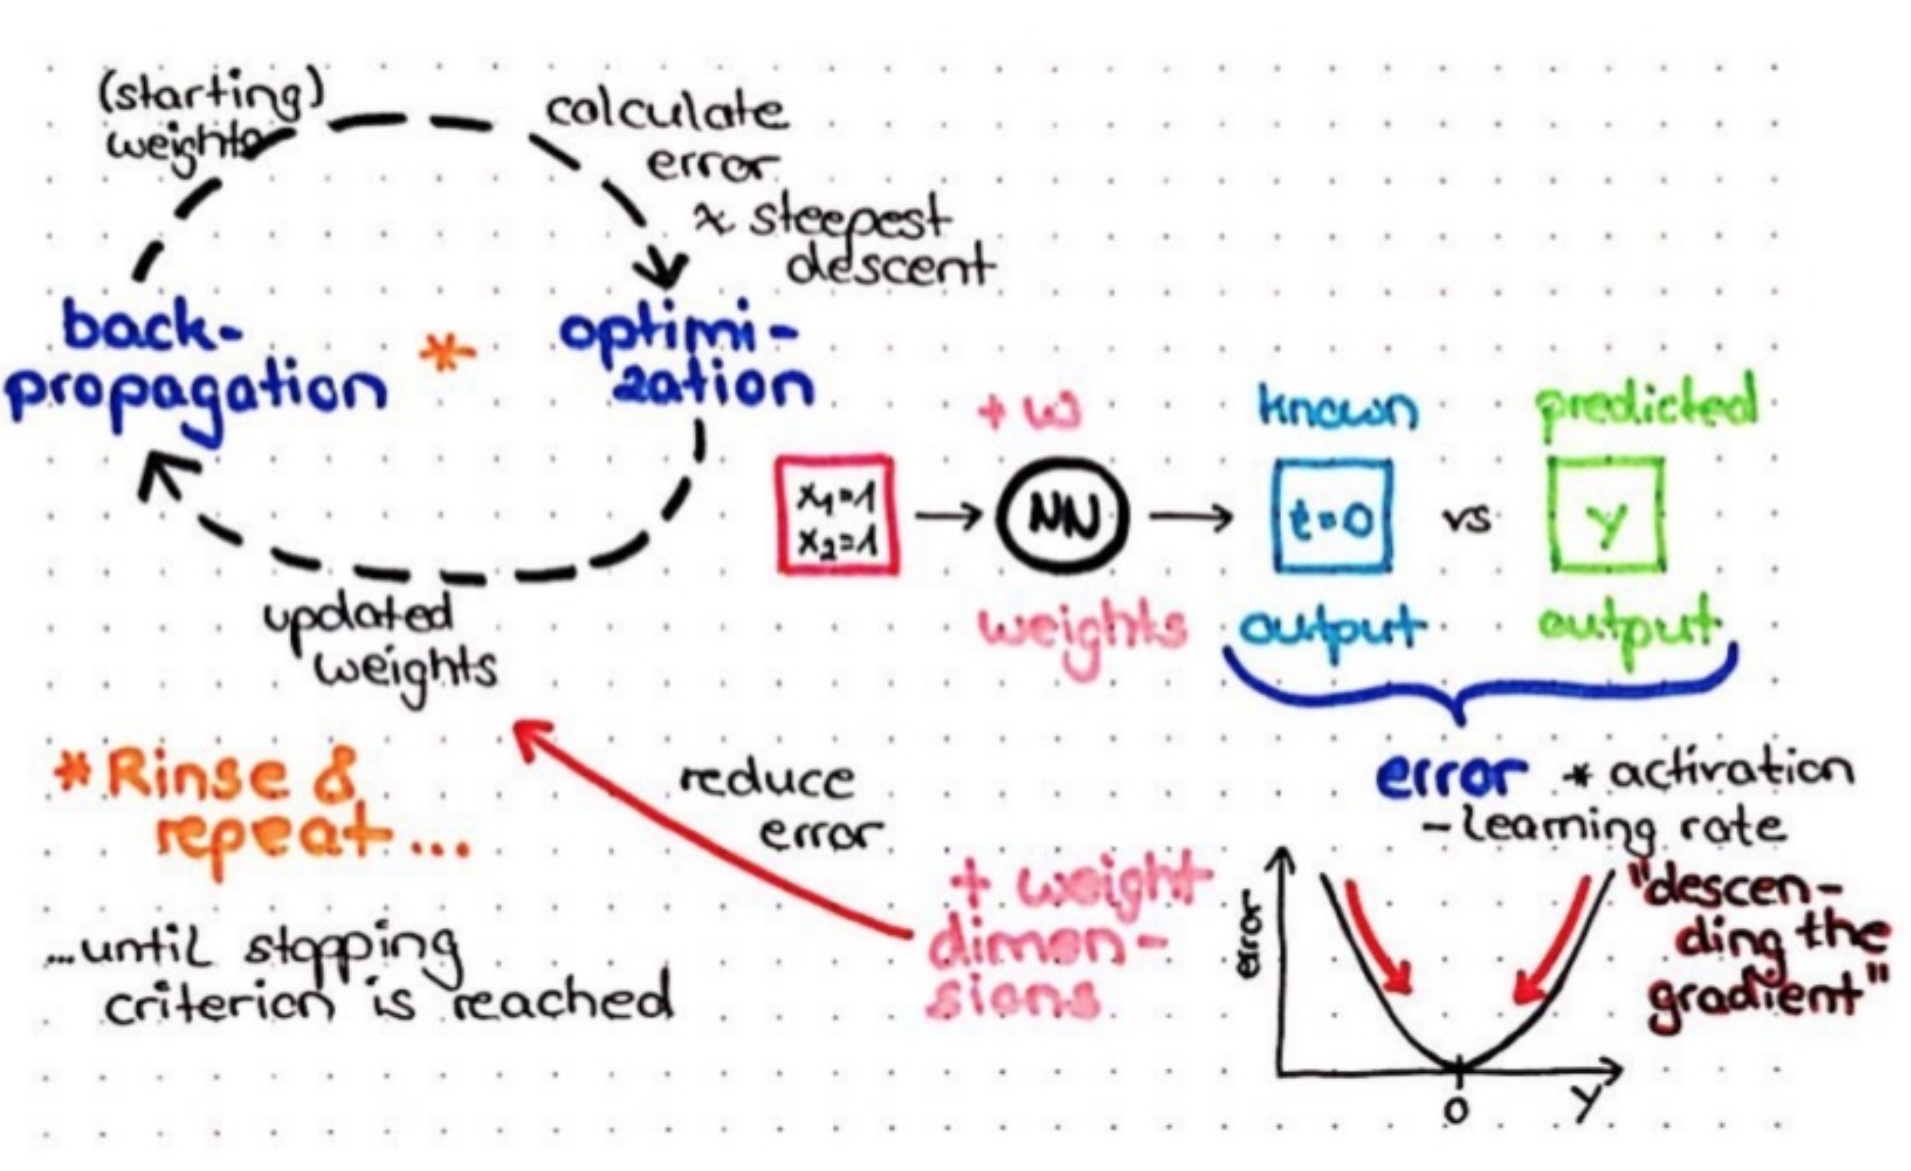 (starting)
weights
calculate
error
& steepest
descent
back-
propagation
*
optimi-
zation
updated
weights
+ w
known
predicted
x₁=1
x₂=1
NN
t=0
vs
y
weights
output
output
error * activation
- learning rate
*Rinse &
repeat...
reduce
error
...until stopping
criterion is reached
+ weight
dimen-
sions
error
0
y
"descen-
ding the
gradient"